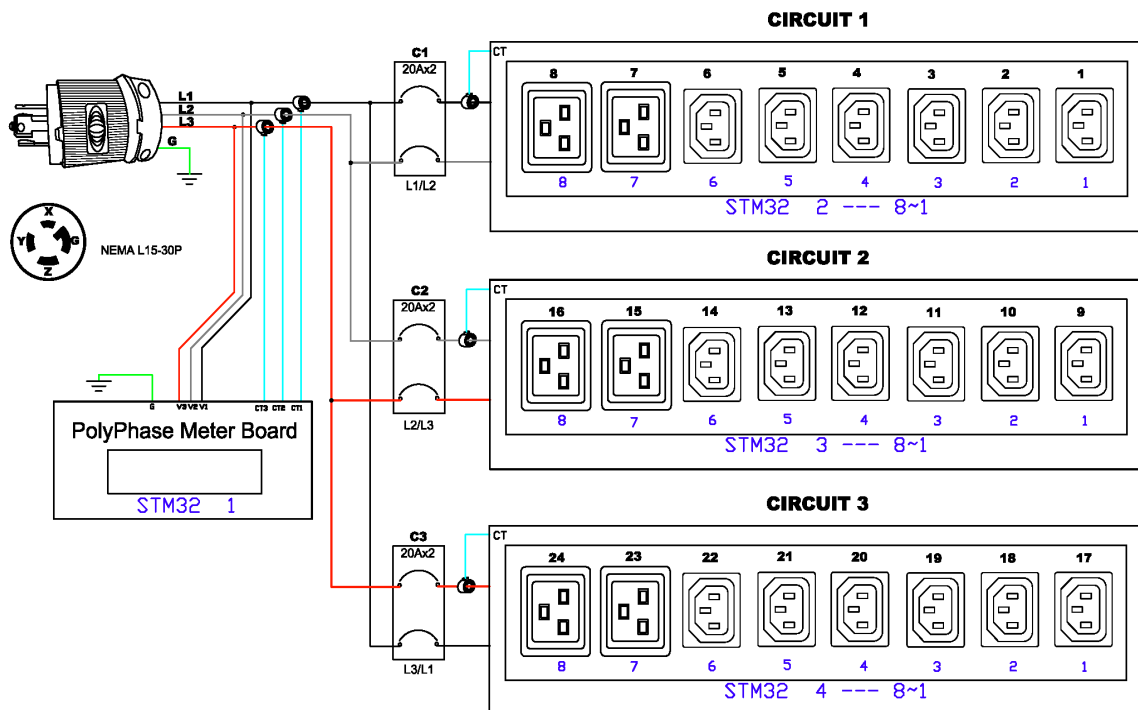 CIRCUIT 1
C1
20Ax2
CT
8 7 6 5 4 3 2 1
L1
L2
L3
G
L1/L2
8 7 6 5 4 3 2 1
STM32 2 --- 8~1
X
Y G
Z
NEMA L15-30P
CIRCUIT 2
C2
20Ax2
CT
16 15 14 13 12 11 10 9
L2/L3
8 7 6 5 4 3 2 1
STM32 3 --- 8~1
G V3 V2 V1 CT3 CT2 CT1
PolyPhase Meter Board
STM32 1
CIRCUIT 3
C3
20Ax2
CT
24 23 22 21 20 19 18 17
L3/L1
8 7 6 5 4 3 2 1
STM32 4 --- 8~1